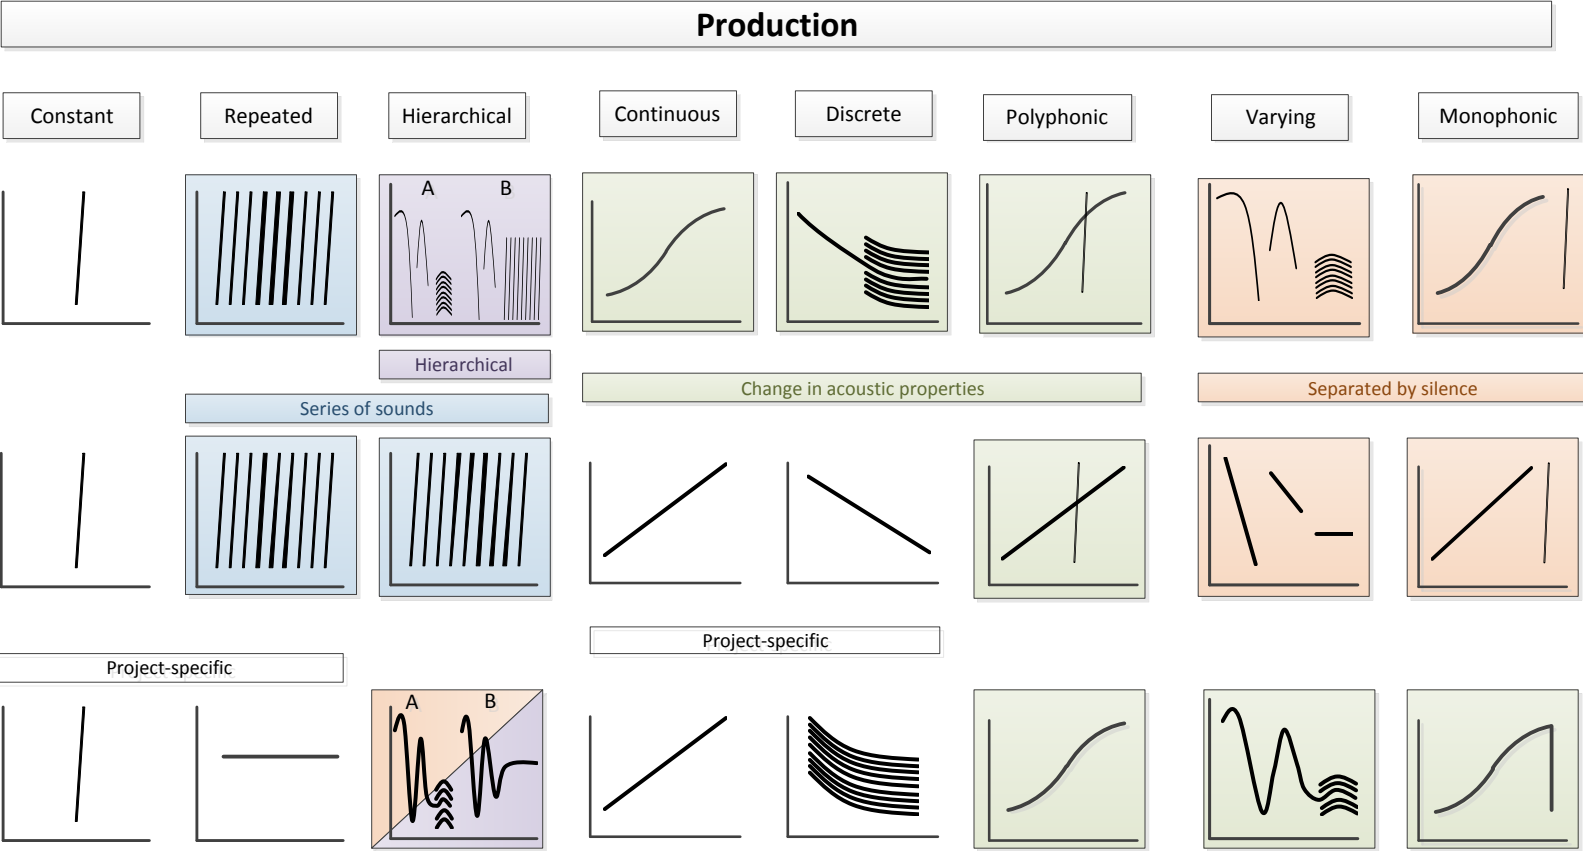 Production
Constant
Repeated
Hierarchical
Continuous
Discrete
Polyphonic
Varying
Monophonic
A B
Hierarchical
Change in acoustic properties
Separated by silence
Series of sounds
Project-specific
Project-specific
A B